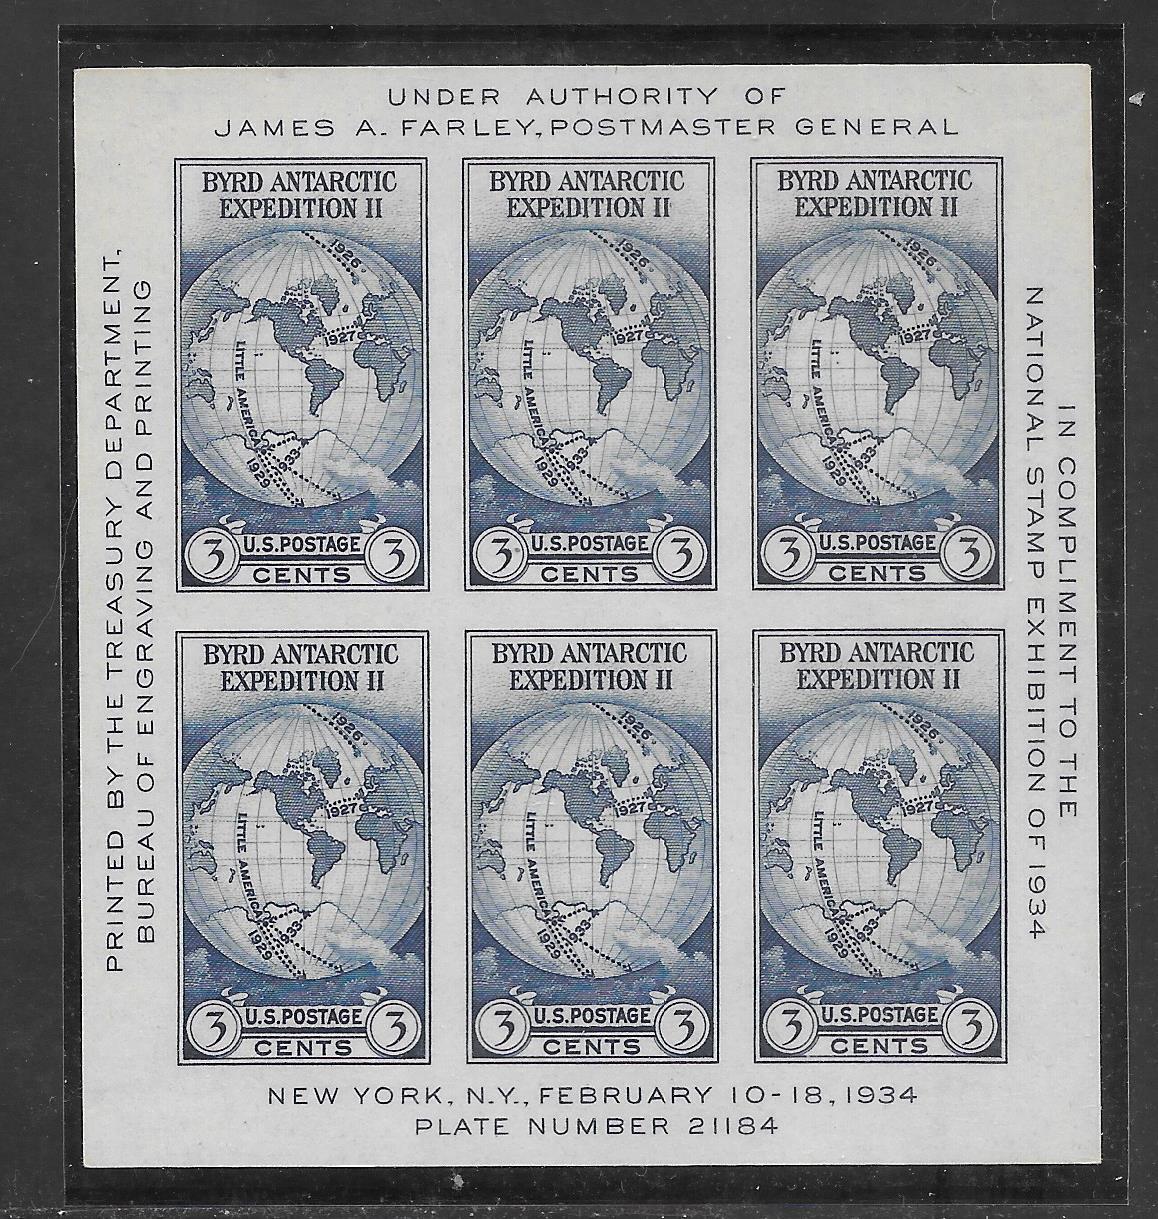 UNDER AUTHORITY OF
JAMES A. FARLEY, POSTMASTER GENERAL
PRINTED BY THE TREASURY DEPARTMENT,
BUREAU OF ENGRAVING AND PRINTING
BYRD ANTARCTIC
EXPEDITION II
1926
1927
LITTLE AMERICA
1933
1929
3 U.S.POSTAGE 3
CENTS
BYRD ANTARCTIC
EXPEDITION II
1926
1927
LITTLE AMERICA
1933
1929
3 U.S.POSTAGE 3
CENTS
BYRD ANTARCTIC
EXPEDITION II
1926
1927
LITTLE AMERICA
1933
1929
3 U.S.POSTAGE 3
CENTS
BYRD ANTARCTIC
EXPEDITION II
1926
1927
LITTLE AMERICA
1933
1929
3 U.S.POSTAGE 3
CENTS
BYRD ANTARCTIC
EXPEDITION II
1926
1927
LITTLE AMERICA
1933
1929
3 U.S.POSTAGE 3
CENTS
BYRD ANTARCTIC
EXPEDITION II
1926
1927
LITTLE AMERICA
1933
1929
3 U.S.POSTAGE 3
CENTS
IN COMPLIMENT TO THE
NATIONAL STAMP EXHIBITION OF 1934
NEW YORK, N.Y., FEBRUARY 10-18, 1934
PLATE NUMBER 21184